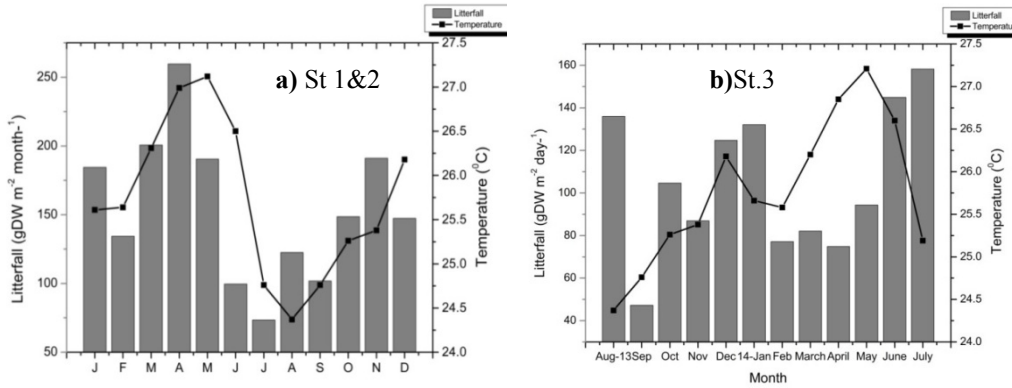 Litterfall
Temperature
a) St 1&2
Litterfall (gDW m⁻² month-¹)
250
200
150
100
50
27.5
27.0
26.5
26.0
25.5
25.0
24.5
24.0
Temperature (⁰C)
J F M A M J J A S O N D
Litterfall
Temperature
b)St.3
Litterfall (gDW m⁻² day-¹)
160
140
120
100
80
60
40
27.5
27.0
26.5
26.0
25.5
25.0
24.5
24.0
Temperature (⁰C)
Aug-13 Sep Oct Nov Dec 14-Jan Feb March April May June July
Month